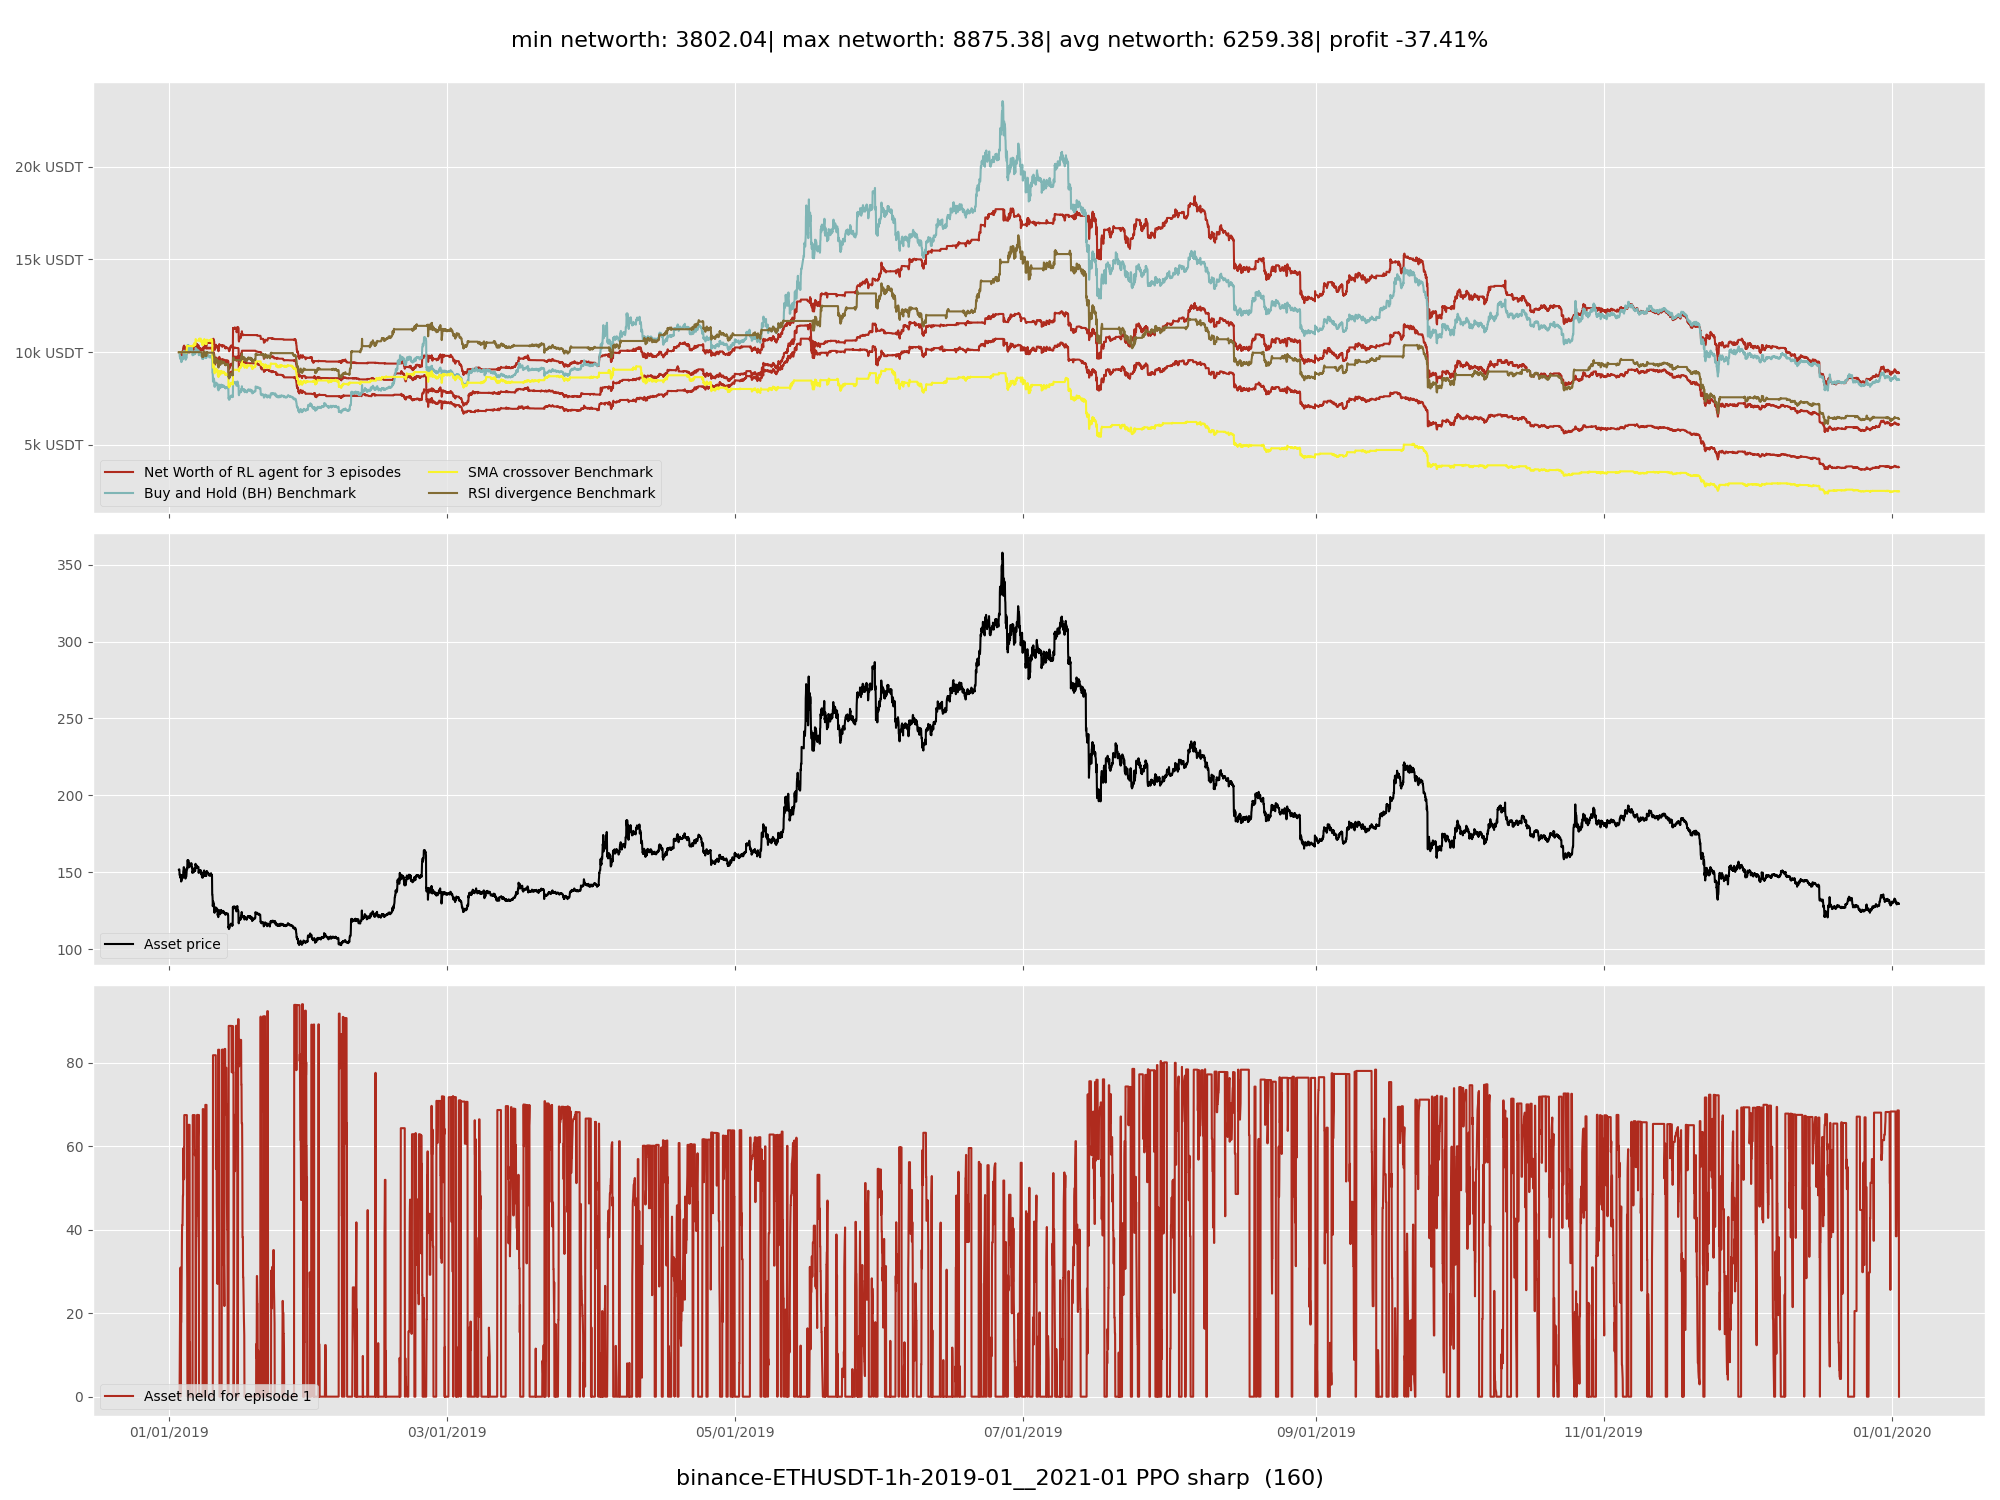 min networth: 3802.04| max networth: 8875.38| avg networth: 6259.38| profit -37.41%
20k USDT
15k USDT
10k USDT
5k USDT
Net Worth of RL agent for 3 episodes
Buy and Hold (BH) Benchmark
SMA crossover Benchmark
RSI divergence Benchmark
350
300
250
200
150
100
Asset price
80
60
40
20
0
Asset held for episode 1
01/01/2019
03/01/2019
05/01/2019
07/01/2019
09/01/2019
11/01/2019
01/01/2020
binance-ETHUSDT-1h-2019-01__2021-01 PPO sharp  (160)